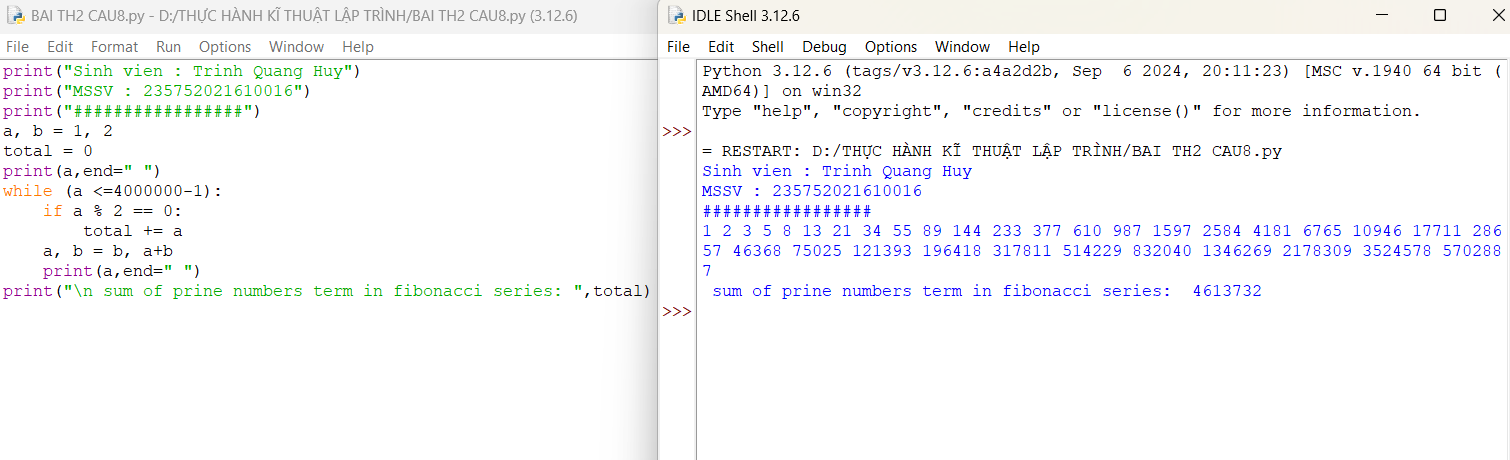 BAI TH2 CAU8.py - D:/THỰC HÀNH KĨ THUẬT LẬP TRÌNH/BAI TH2 CAU8.py (3.12.6)
File Edit Format Run Options Window Help
print("Sinh vien : Trinh Quang Huy")
print("MSSV : 235752021610016")
print("#################")
a, b = 1, 2
total = 0
print(a,end=" ")
while (a <=4000000-1):
    if a % 2 == 0:
        total += a
    a, b = b, a+b
    print(a,end=" ")
print("\n sum of prine numbers term in fibonacci series: ",total)
IDLE Shell 3.12.6
File Edit Shell Debug Options Window Help
Python 3.12.6 (tags/v3.12.6:a4a2d2b, Sep  6 2024, 20:11:23) [MSC v.1940 64 bit (
AMD64)] on win32
Type "help", "copyright", "credits" or "license()" for more information.
>>>
= RESTART: D:/THỰC HÀNH KĨ THUẬT LẬP TRÌNH/BAI TH2 CAU8.py
Sinh vien : Trinh Quang Huy
MSSV : 235752021610016
#################
1 2 3 5 8 13 21 34 55 89 144 233 377 610 987 1597 2584 4181 6765 10946 17711 286
57 46368 75025 121393 196418 317811 514229 832040 1346269 2178309 3524578 570288
7
 sum of prine numbers term in fibonacci series:  4613732
>>>